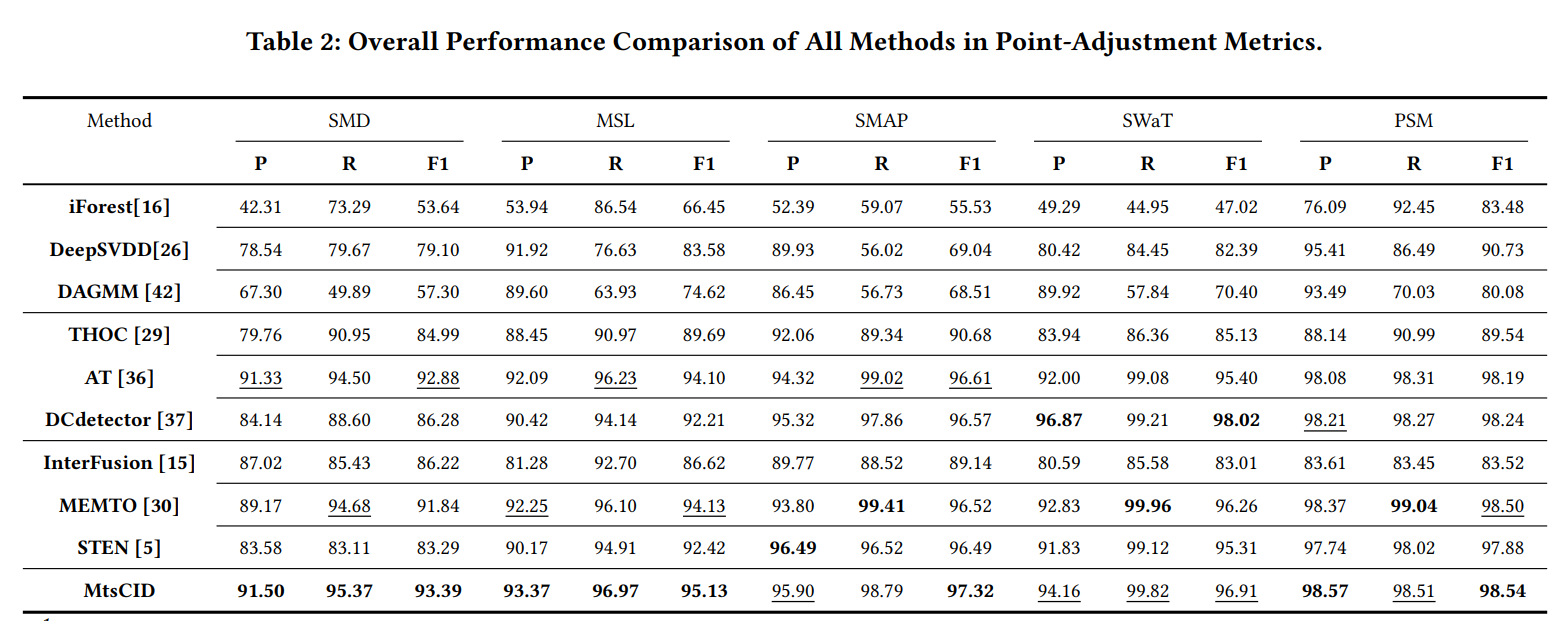 Table 2: Overall Performance Comparison of All Methods in Point-Adjustment Metrics.
Method SMD MSL SMAP SWaT PSM
P R F1 P R F1 P R F1 P R F1 P R F1
iForest[16] 42.31 73.29 53.64 53.94 86.54 66.45 52.39 59.07 55.53 49.29 44.95 47.02 76.09 92.45 83.48
DeepSVDD[26] 78.54 79.67 79.10 91.92 76.63 83.58 89.93 56.02 69.04 80.42 84.45 82.39 95.41 86.49 90.73
DAGMM [42] 67.30 49.89 57.30 89.60 63.93 74.62 86.45 56.73 68.51 89.92 57.84 70.40 93.49 70.03 80.08
THOC [29] 79.76 90.95 84.99 88.45 90.97 89.69 92.06 89.34 90.68 83.94 86.36 85.13 88.14 90.99 89.54
AT [36] 91.33 94.50 92.88 92.09 96.23 94.10 94.32 99.02 96.61 92.00 99.08 95.40 98.08 98.31 98.19
DCdetector [37] 84.14 88.60 86.28 90.42 94.14 92.21 95.32 97.86 96.57 96.87 99.21 98.02 98.21 98.27 98.24
InterFusion [15] 87.02 85.43 86.22 81.28 92.70 86.62 89.77 88.52 89.14 80.59 85.58 83.01 83.61 83.45 83.52
MEMTO [30] 89.17 94.68 91.84 92.25 96.10 94.13 93.80 99.41 96.52 92.83 99.96 96.26 98.37 99.04 98.50
STEN [5] 83.58 83.11 83.29 90.17 94.91 92.42 96.49 96.52 96.49 91.83 99.12 95.31 97.74 98.02 97.88
MtsCID 91.50 95.37 93.39 93.37 96.97 95.13 95.90 98.79 97.32 94.16 99.82 96.91 98.57 98.51 98.54